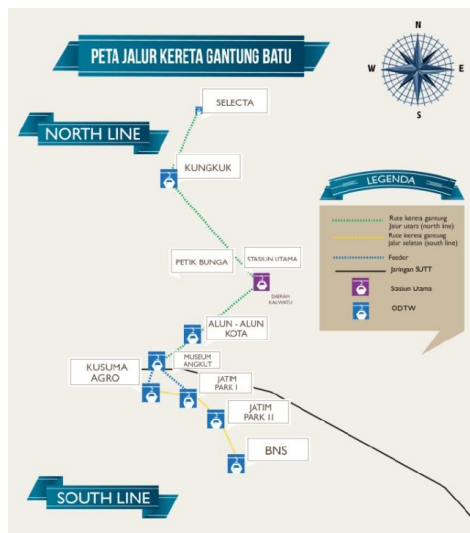 N
PETA JALUR KERETA GANTUNG BATU
W
E
S
SELECTA
NORTH LINE
KUNGKUK
LEGENDA
Rute kereta gantung
Jalur utara (north line)
Rute kereta gantung
jalur selatan (south line)
Feeder
Jaringan SUTT
Stasiun Utama
ODTW
PETIK BUNGA
STASIUN UTAMA
DAERAH
KALIWATU
ALUN - ALUN
KOTA
MUSEUM
ANGKUT
KUSUMA
AGRO
JATIM
PARK I
JATIM
PARK II
BNS
SOUTH LINE